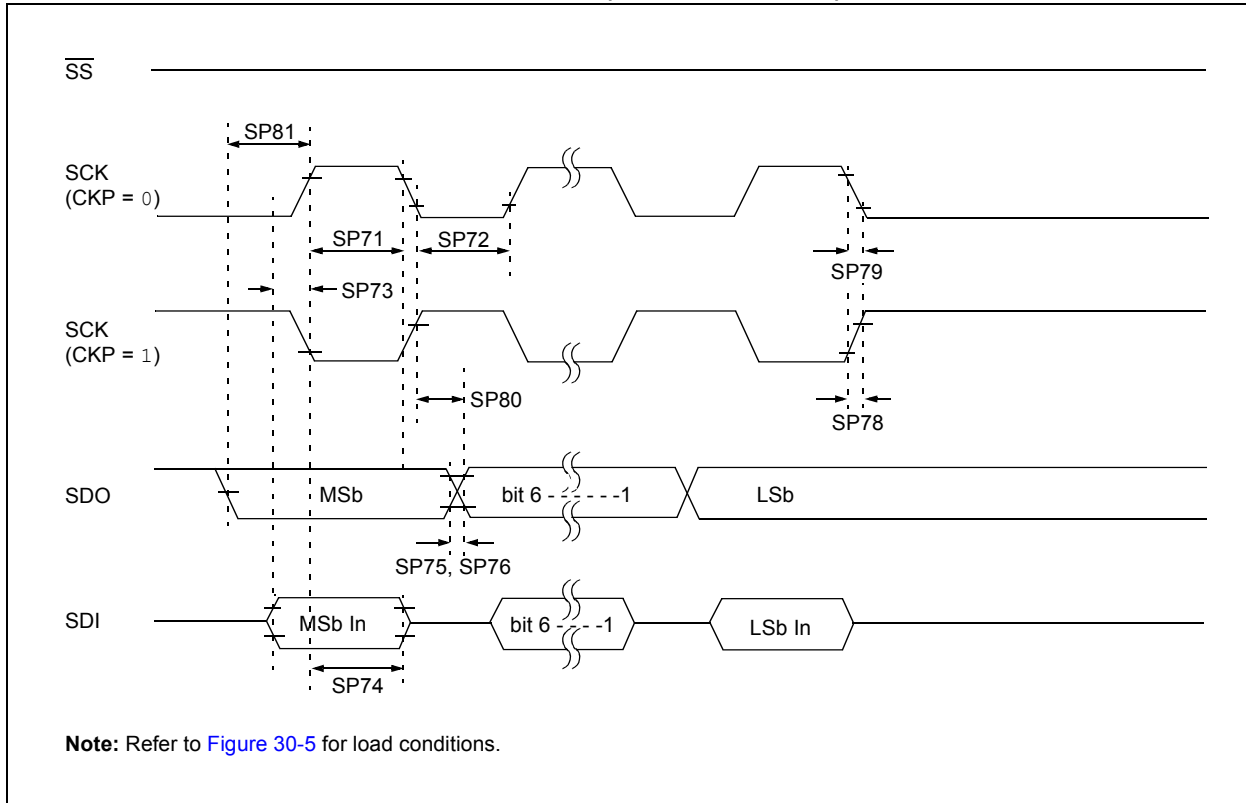 SS
SP81
SCK
(CKP = 0)
SP71
SP72
SP79
SP73
SCK
(CKP = 1)
SP80
SP78
SDO
MSb
bit 6 - - - - - -1
LSb
SP75, SP76
SDI
MSb In
bit 6 - - - -1
LSb In
SP74
Note: Refer to Figure 30-5 for load conditions.